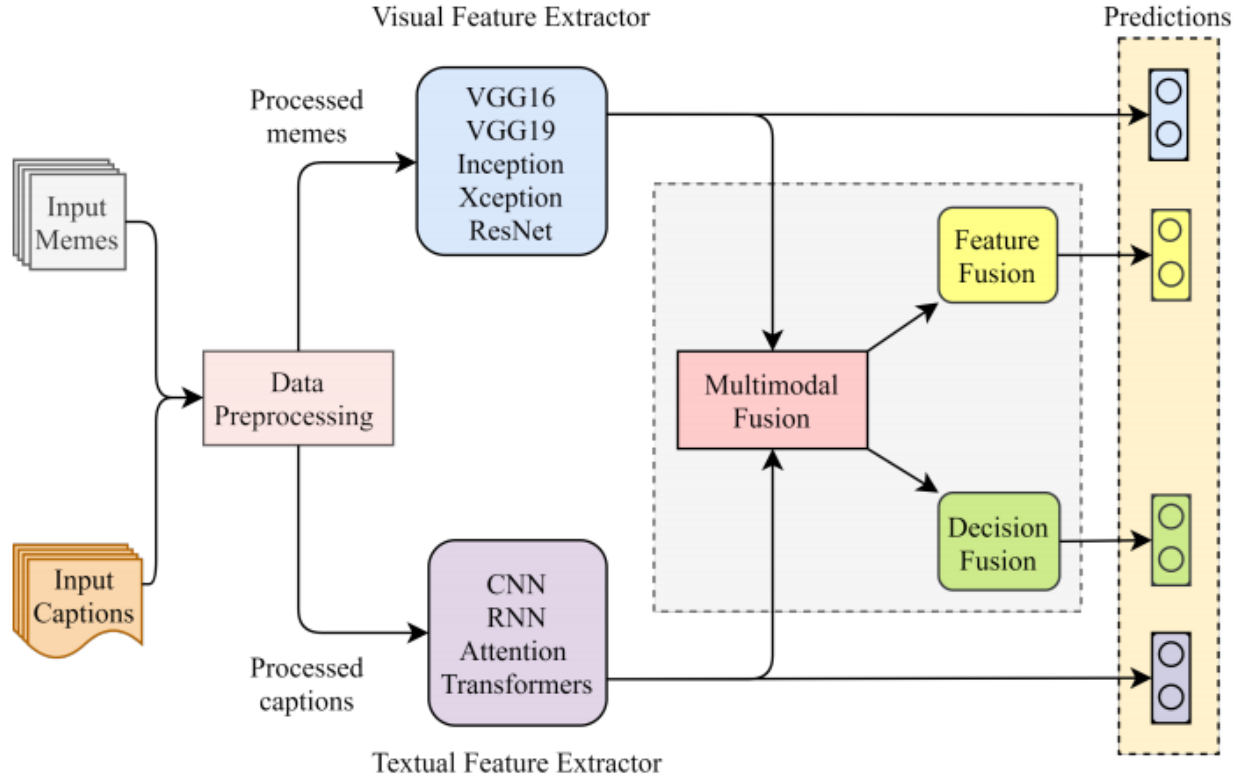 Visual Feature Extractor
Predictions
Processed
memes
VGG16
VGG19
Inception
Xception
ResNet
Input
Memes
Feature
Fusion
Data
Preprocessing
Multimodal
Fusion
Input
Captions
Decision
Fusion
CNN
RNN
Attention
Transformers
Processed
captions
Textual Feature Extractor